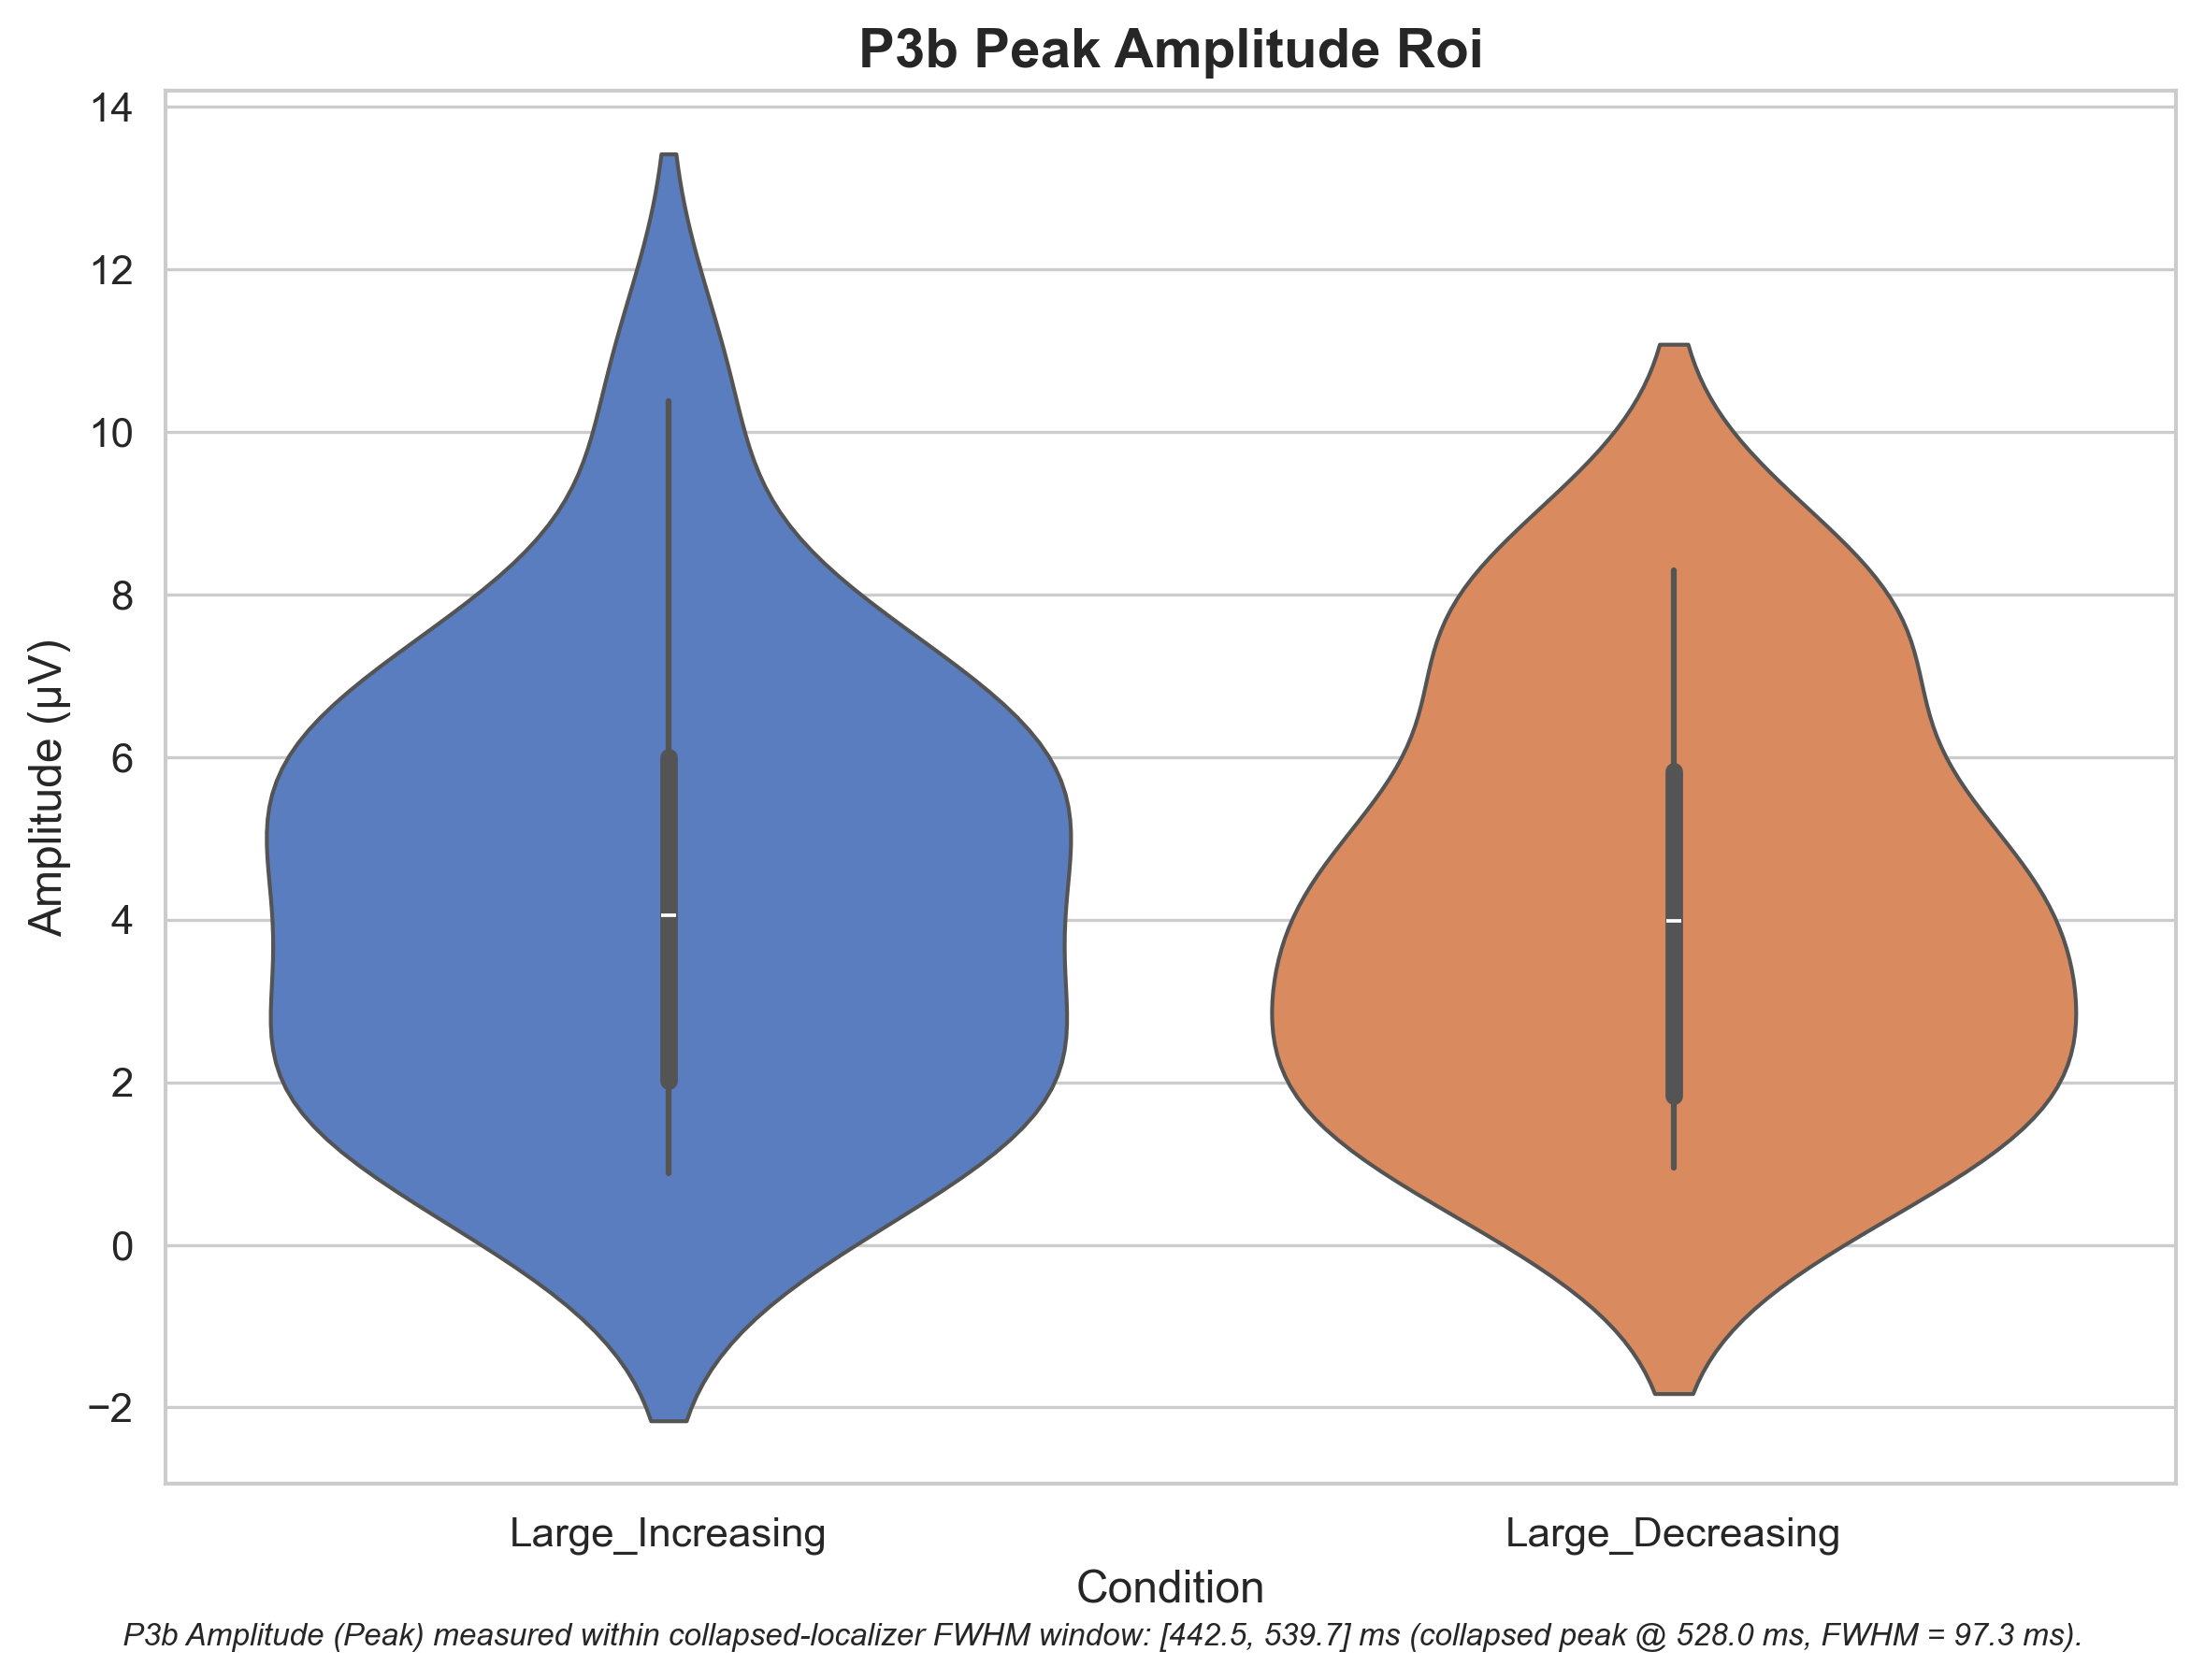 P3b Peak Amplitude Roi
14
12
10
8
6
4
2
0
−2
Amplitude (µV)
Large_Increasing
Large_Decreasing
Condition
P3b Amplitude (Peak) measured within collapsed-localizer FWHM window: [442.5, 539.7] ms (collapsed peak @ 528.0 ms, FWHM = 97.3 ms).